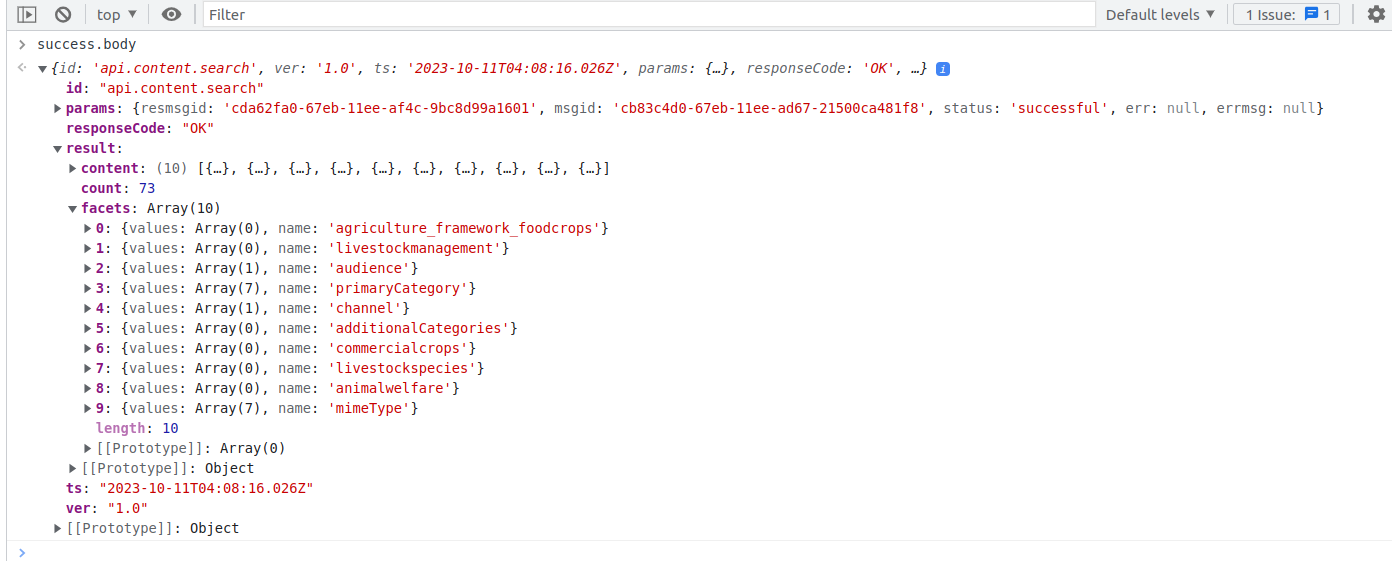 top ▼ Filter Default levels ▼ 1 Issue: 1
> success.body
{id: 'api.content.search', ver: '1.0', ts: '2023-10-11T04:08:16.026Z', params: {…}, responseCode: 'OK', …} i
id: "api.content.search"
params: {resmsgid: 'cda62fa0-67eb-11ee-af4c-9bc8d99a1601', msgid: 'cb83c4d0-67eb-11ee-ad67-21500ca481f8', status: 'successful', err: null, errmsg: null}
responseCode: "OK"
result:
content: (10) [{…}, {…}, {…}, {…}, {…}, {…}, {…}, {…}, {…}, {…}]
count: 73
facets: Array(10)
0: {values: Array(0), name: 'agriculture_framework_foodcrops'}
1: {values: Array(0), name: 'livestockmanagement'}
2: {values: Array(1), name: 'audience'}
3: {values: Array(7), name: 'primaryCategory'}
4: {values: Array(1), name: 'channel'}
5: {values: Array(0), name: 'additionalCategories'}
6: {values: Array(0), name: 'commercialcrops'}
7: {values: Array(0), name: 'livestockspecies'}
8: {values: Array(0), name: 'animalwelfare'}
9: {values: Array(7), name: 'mimeType'}
length: 10
[[Prototype]]: Array(0)
[[Prototype]]: Object
ts: "2023-10-11T04:08:16.026Z"
ver: "1.0"
[[Prototype]]: Object
>